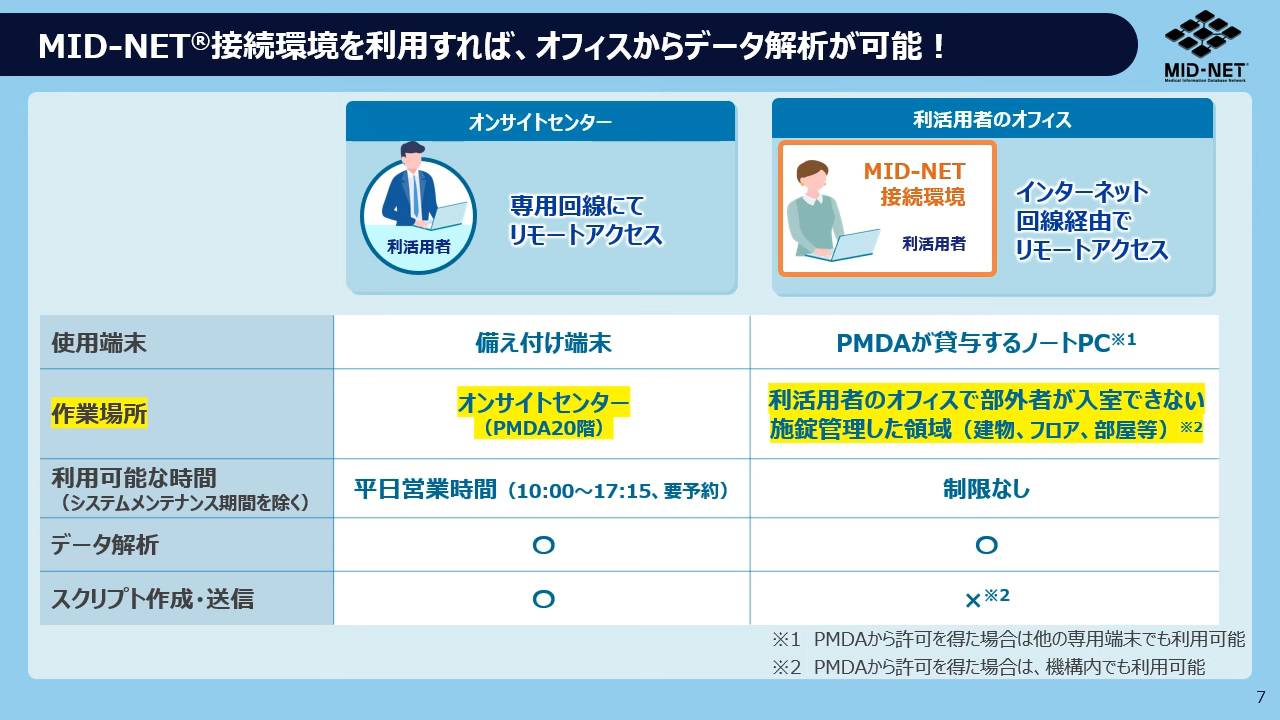 MID-NET®接続環境を利用すれば、オフィスからデータ解析が可能！
MID-NET®
Medical Information Database Network
オンサイトセンター
利活用者
専用回線にて
リモートアクセス
利活用者のオフィス
MID-NET
接続環境
利活用者
インターネット
回線経由で
リモートアクセス
使用端末
備え付け端末
PMDAが貸与するノートPC※1
作業場所
オンサイトセンター
（PMDA20階）
利活用者のオフィスで部外者が入室できない
施錠管理した領域（建物、フロア、部屋等）※2
利用可能な時間
（システムメンテナンス期間を除く）
平日営業時間（10:00～17:15、要予約）
制限なし
データ解析
〇
〇
スクリプト作成・送信
〇
×※2
※1 PMDAから許可を得た場合は他の専用端末でも利用可能
※2 PMDAから許可を得た場合は、機構内でも利用可能
7